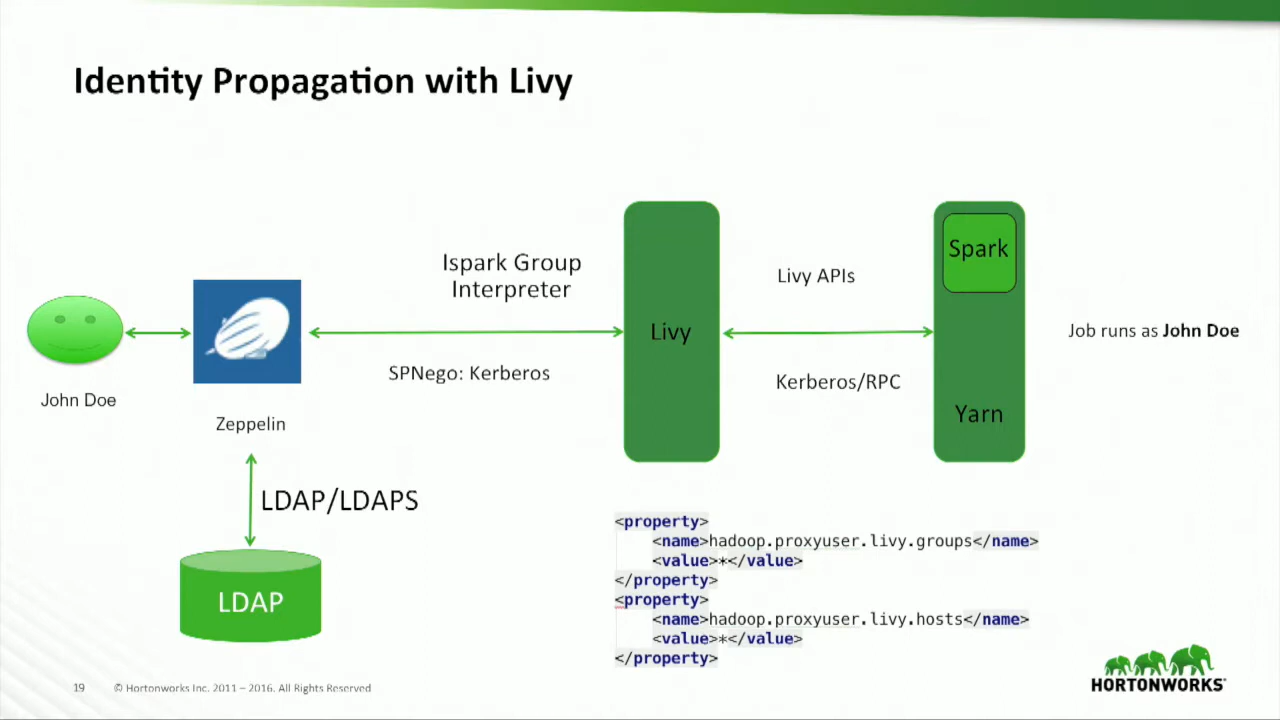 Identity Propagation with Livy
Ispark Group
Interpreter
Livy APIs
Spark
Livy
Job runs as John Doe
SPNego: Kerberos
Kerberos/RPC
John Doe
Zeppelin
Yarn
LDAP/LDAPS
LDAP
<property>
<name>hadoop.proxyuser.livy.groups</name>
<value>*</value>
</property>
<property>
<name>hadoop.proxyuser.livy.hosts</name>
<value>*</value>
</property>
19 © Hortonworks Inc. 2011 – 2016. All Rights Reserved
HORTONWORKS